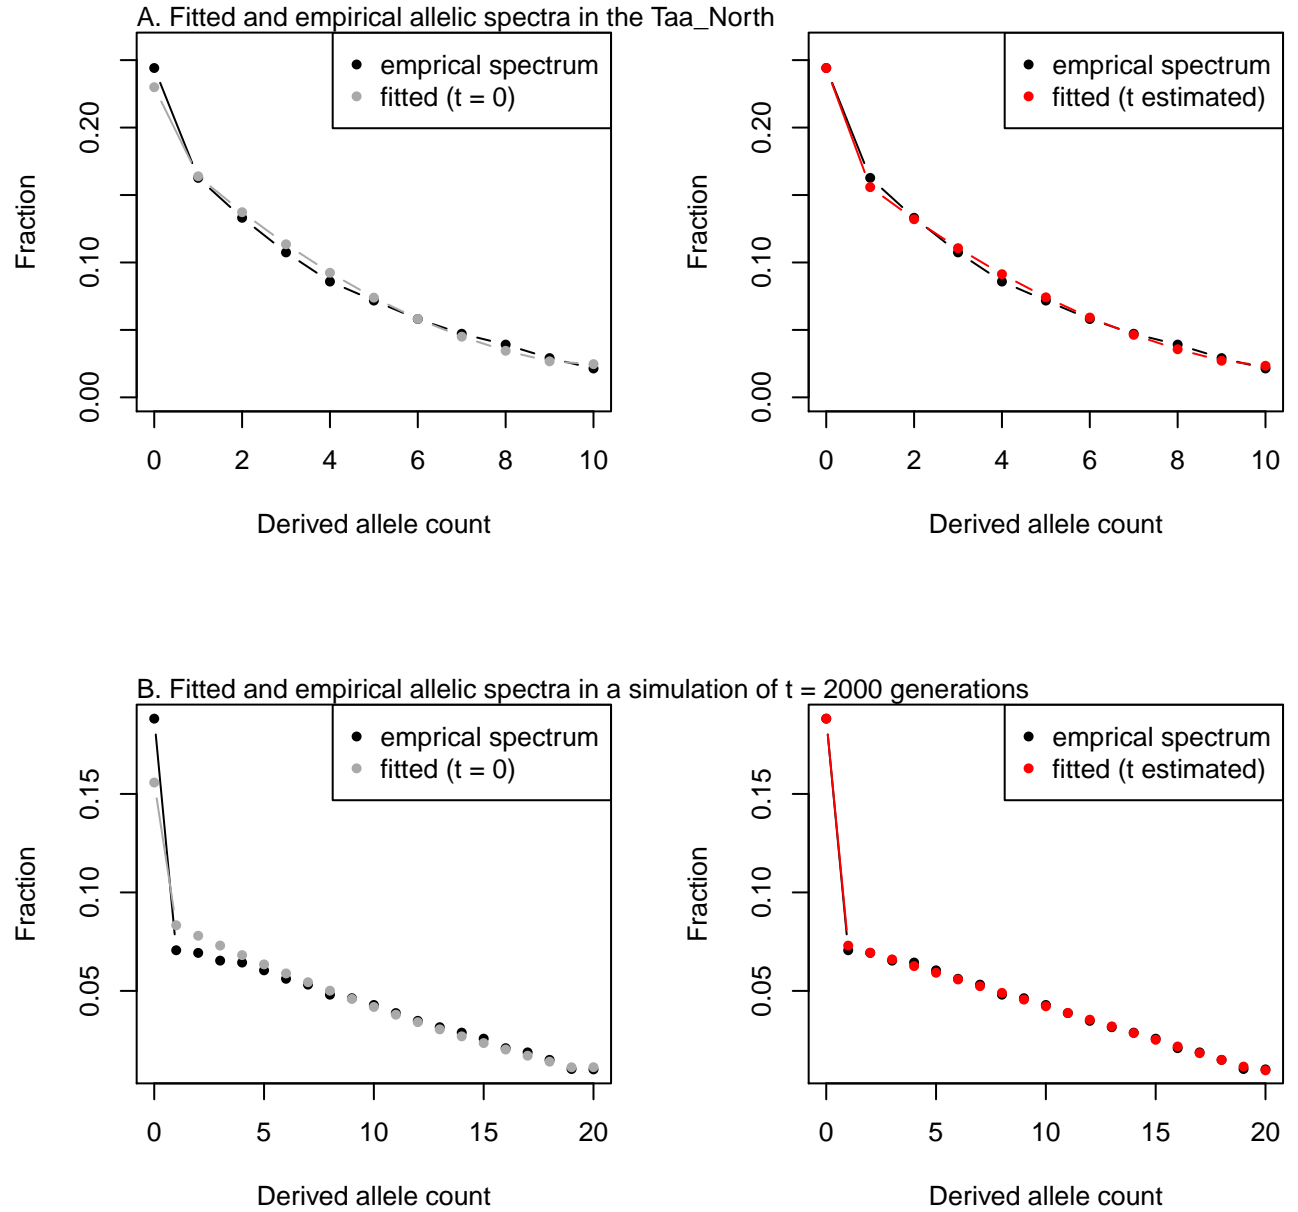 A. Fitted and empirical allelic spectra in the Taa_North
emprical spectrum
fitted (t = 0)
Fraction
0.00 0.10 0.20
0 2 4 6 8 10
Derived allele count
emprical spectrum
fitted (t estimated)
Fraction
0.00 0.10 0.20
0 2 4 6 8 10
Derived allele count
B. Fitted and empirical allelic spectra in a simulation of t = 2000 generations
emprical spectrum
fitted (t = 0)
Fraction
0.05 0.10 0.15
0 5 10 15 20
Derived allele count
emprical spectrum
fitted (t estimated)
Fraction
0.05 0.10 0.15
0 5 10 15 20
Derived allele count